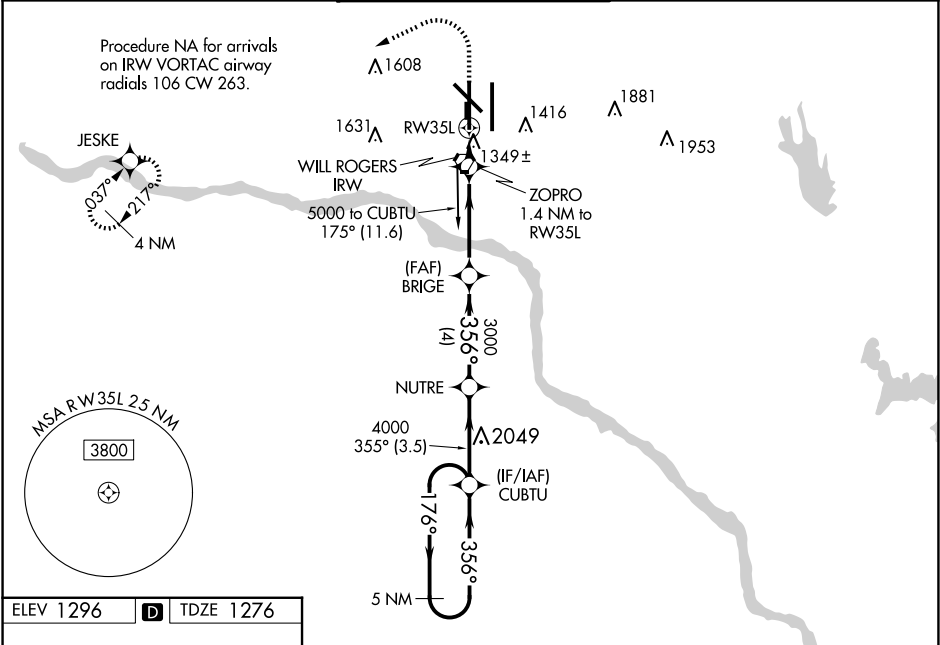 Procedure NA for arrivals
on IRW VORTAC airway
radials 106 CW 263.
1608
1881
1416
1631
RW35L
1953
1349±
JESKE
WILL ROGERS
IRW
037°
217°
4 NM
5000 to CUBTU
175° (11.6)
ZOPRO
1.4 NM to
RW35L
(FAF)
BRIGE
3000
356°
(4)
NUTRE
4000
355° (3.5)
2049
(IF/IAF)
CUBTU
176°
356°
5 NM
MSA RW35L 25 NM
3800
ELEV 1296 D TDZE 1276